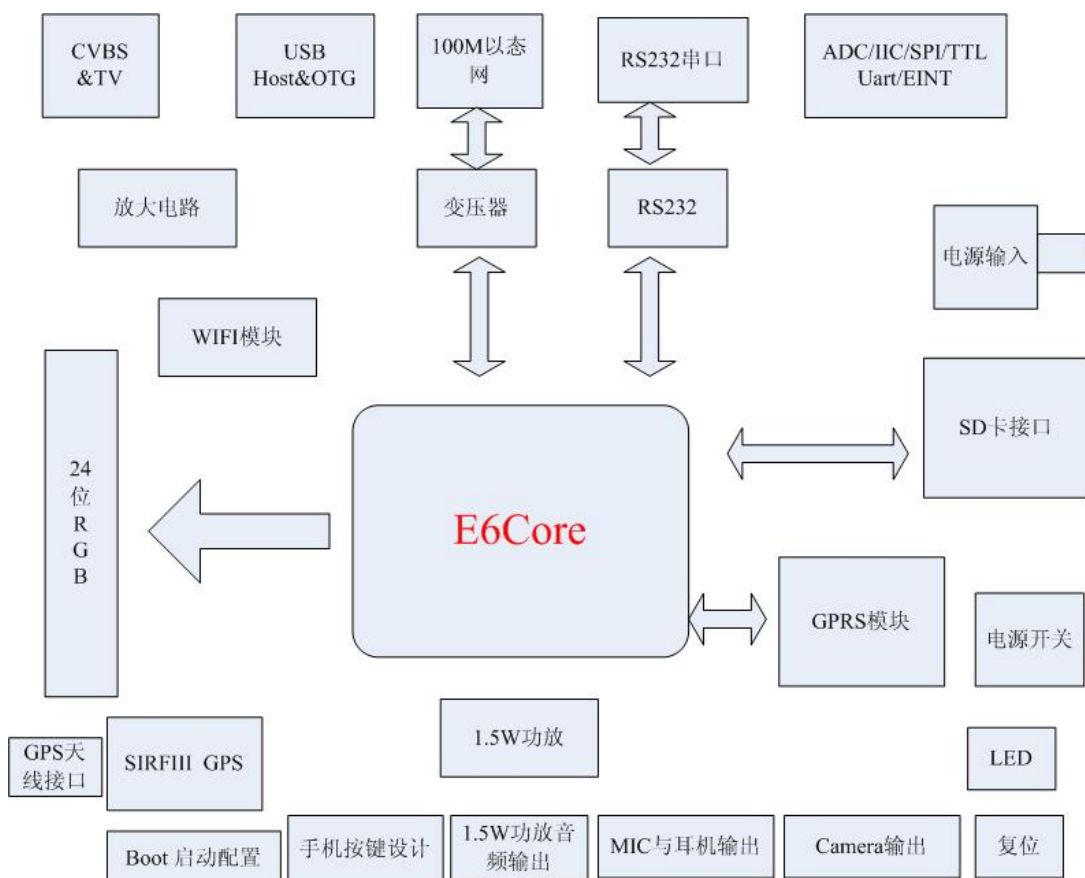 CVBS
&TV
USB
Host&OTG
100M以态
网
RS232串口
ADC/IIC/SPI/TTL
Uart/EINT
放大电路
变压器
RS232
电源输入
WIFI模块
SD卡接口
24
位
R
G
B
E6Core
GPRS模块
电源开关
1.5W功放
GPS天
线接口
SIRFIII GPS
LED
Boot 启动配置
手机按键设计
1.5W功放音
频输出
MIC与耳机输出
Camera输出
复位